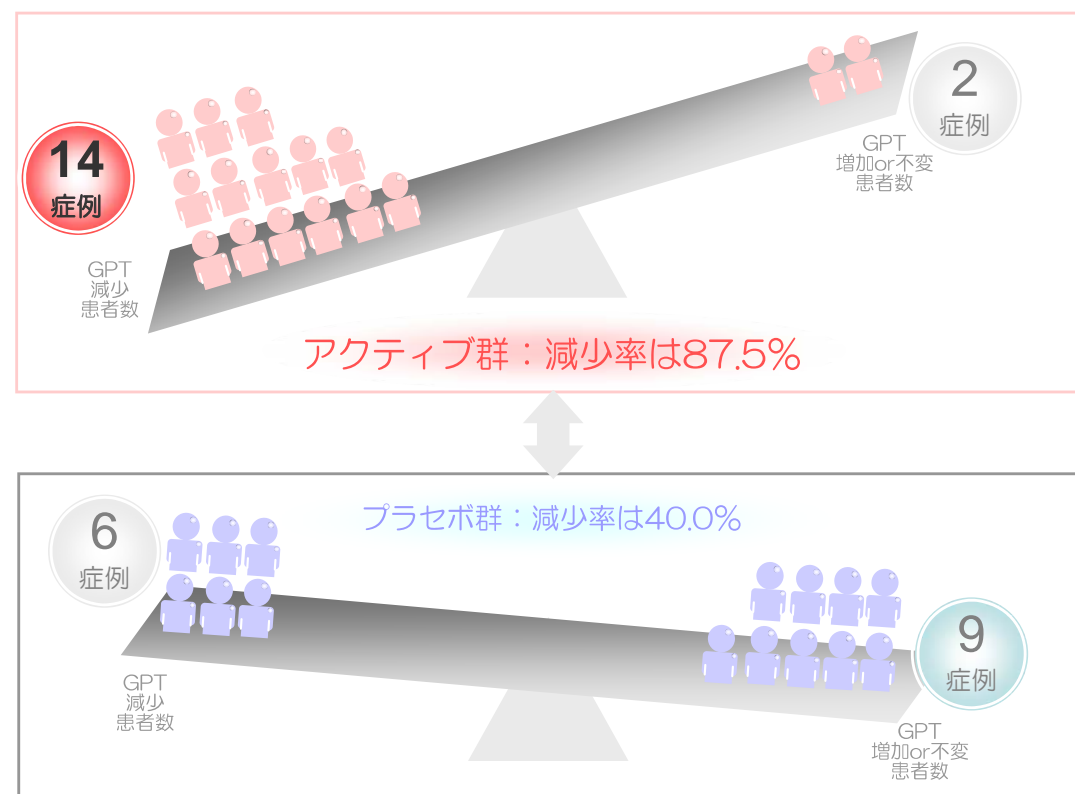 14
症例
GPT
減少
患者数
2
症例
GPT
増加or不変
患者数
アクティブ群：減少率は87.5%
プラセボ群：減少率は40.0%
6
症例
GPT
減少
患者数
9
症例
GPT
増加or不変
患者数